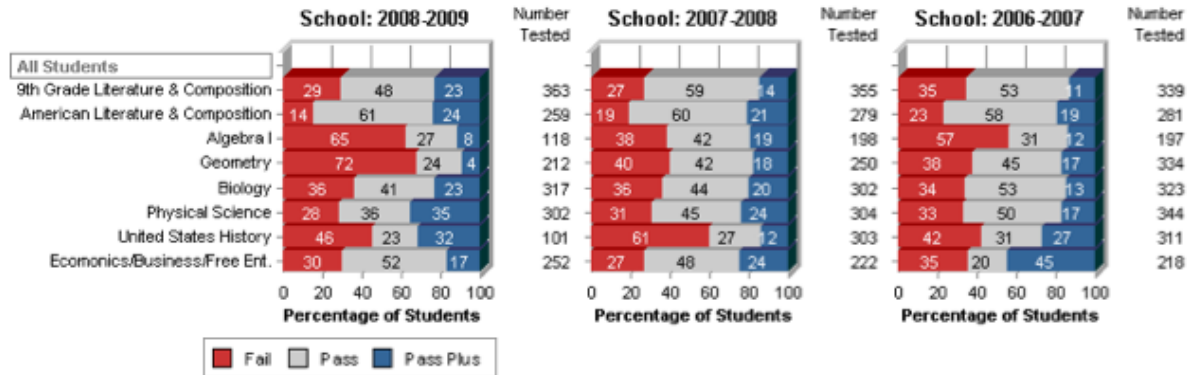 School: 2008-2009 Number Tested School: 2007-2008 Number Tested School: 2006-2007 Number Tested
All Students
9th Grade Literature & Composition 29 48 23 363 27 59 14 355 35 53 11 339
American Literature & Composition 14 61 24 259 19 60 21 279 23 58 19 281
Algebra I 65 27 8 118 38 42 19 198 57 31 12 197
Geometry 72 24 4 212 40 42 18 250 38 45 17 334
Biology 36 41 23 317 36 44 20 302 34 53 13 323
Physical Science 28 36 35 302 31 45 24 304 33 50 17 344
United States History 46 23 32 101 61 27 12 303 42 31 27 311
Ecomonics/Business/Free Ent. 30 52 17 252 27 48 24 222 35 20 45 218
0 20 40 60 80 100 0 20 40 60 80 100 0 20 40 60 80 100
Percentage of Students Percentage of Students Percentage of Students
Fail Pass Pass Plus